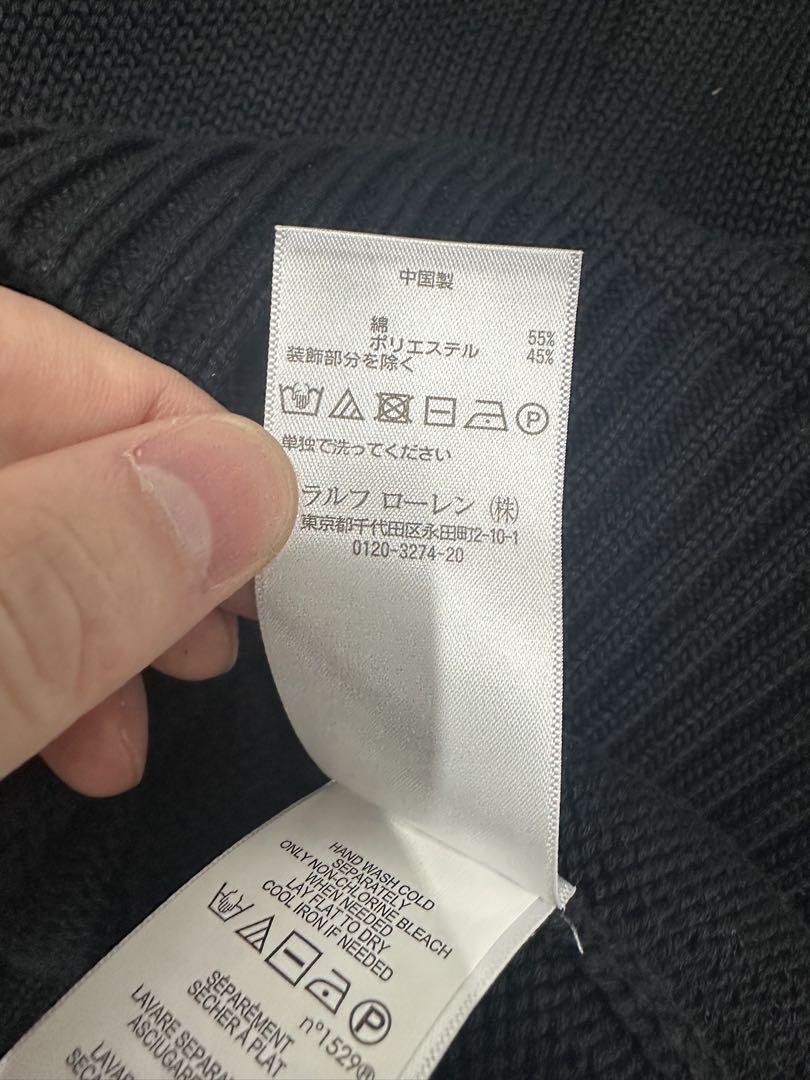 中国製
綿 55%
ポリエステル 45%
装飾部分を除く
単独で洗ってください
ラルフ ローレン (株)
東京都千代田区永田町2-10-1
0120-3274-20
HAND WASH COLD
SEPARATELY
ONLY NON-CHLORINE BLEACH
WHEN NEEDED
LAY FLAT TO DRY
COOL IRON IF NEEDED
P
P
n°1529®
SÉPARÉMENT
SÉCHER À PLAT
LAVARE
ASCIUGARE